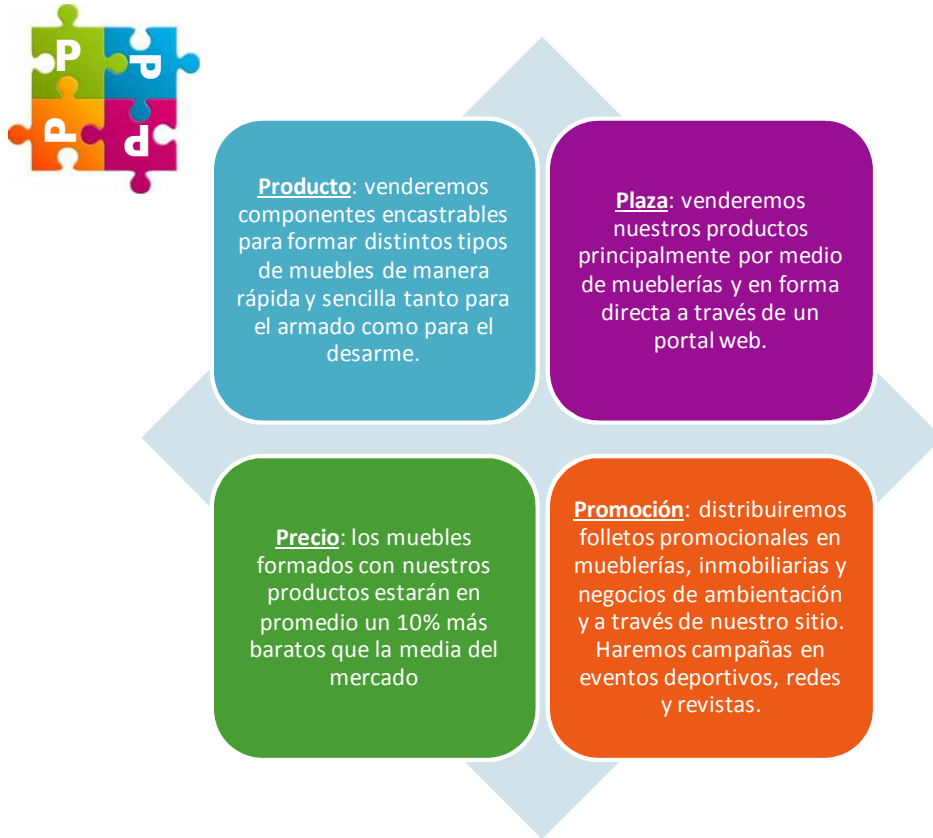 P
P
P
P
Producto: venderemos
componentes encastrables
para formar distintos tipos
de muebles de manera
rápida y sencilla tanto para
el armado como para el
desarme.
Plaza: venderemos
nuestros productos
principalmente por medio
de mueblerías y en forma
directa a través de un
portal web.
Precio: los muebles
formados con nuestros
productos estarán en
promedio un 10% más
baratos que la media del
mercado
Promoción: distribuiremos
folletos promocionales en
mueblerías, inmobiliarias y
negocios de ambientación
y a través de nuestro sitio.
Haremos campañas en
eventos deportivos, redes
y revistas.